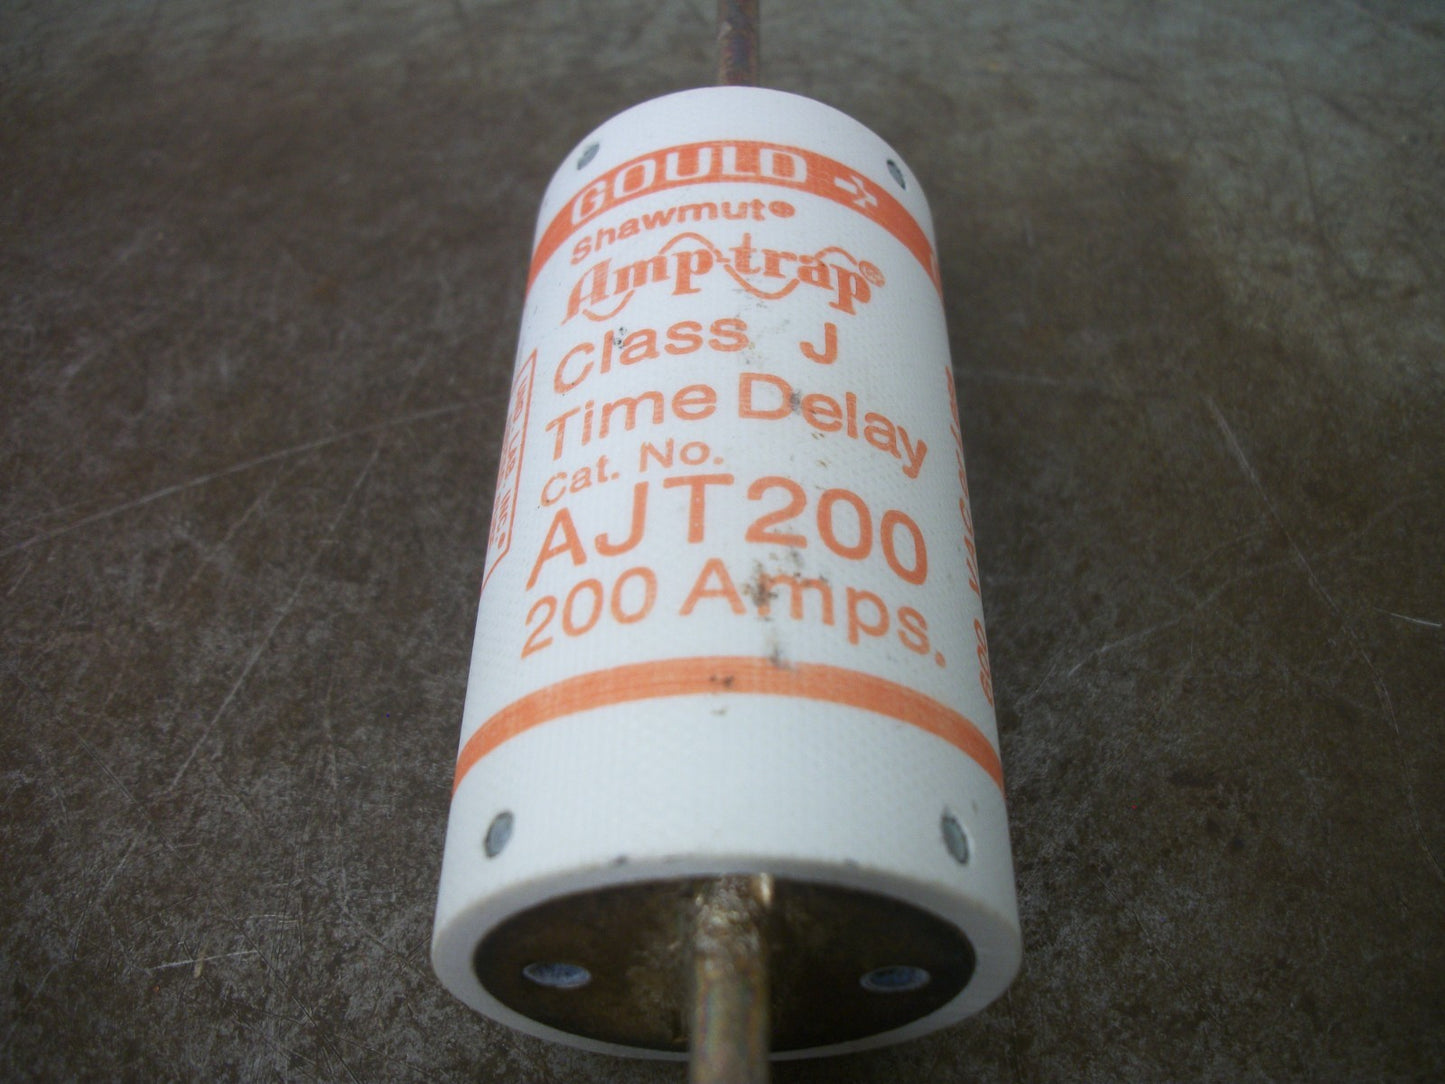 GOULD
Shawmut®
Amp-trap®
Class J
Time Delay
Cat. No.
AJT200
200 Amps.